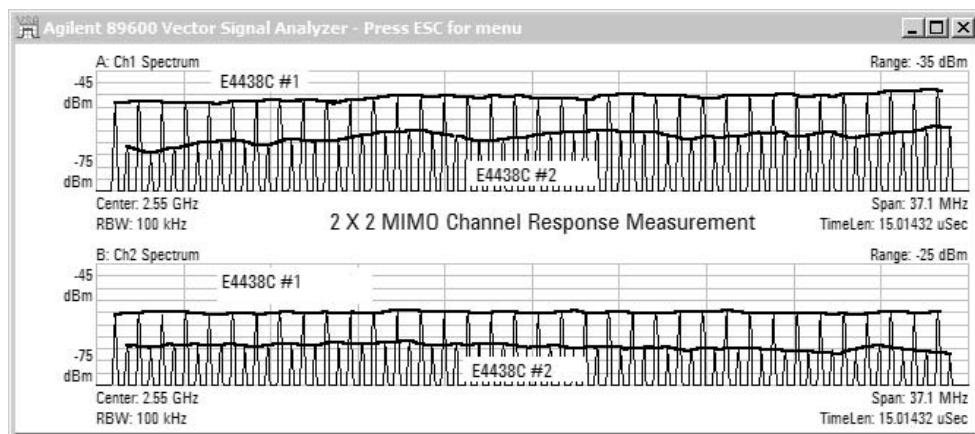 VSA
Agilent 89600 Vector Signal Analyzer - Press ESC for menu
A: Ch1 Spectrum Range: -35 dBm
-45
dBm
E4438C #1
-75
dBm
E4438C #2
Center: 2.55 GHz Span: 37.1 MHz
RBW: 100 kHz 2 X 2 MIMO Channel Response Measurement TimeLen: 15.01432 uSec
B: Ch2 Spectrum Range: -25 dBm
-45
dBm
E4438C #1
-75
dBm
E4438C #2
Center: 2.55 GHz Span: 37.1 MHz
RBW: 100 kHz TimeLen: 15.01432 uSec